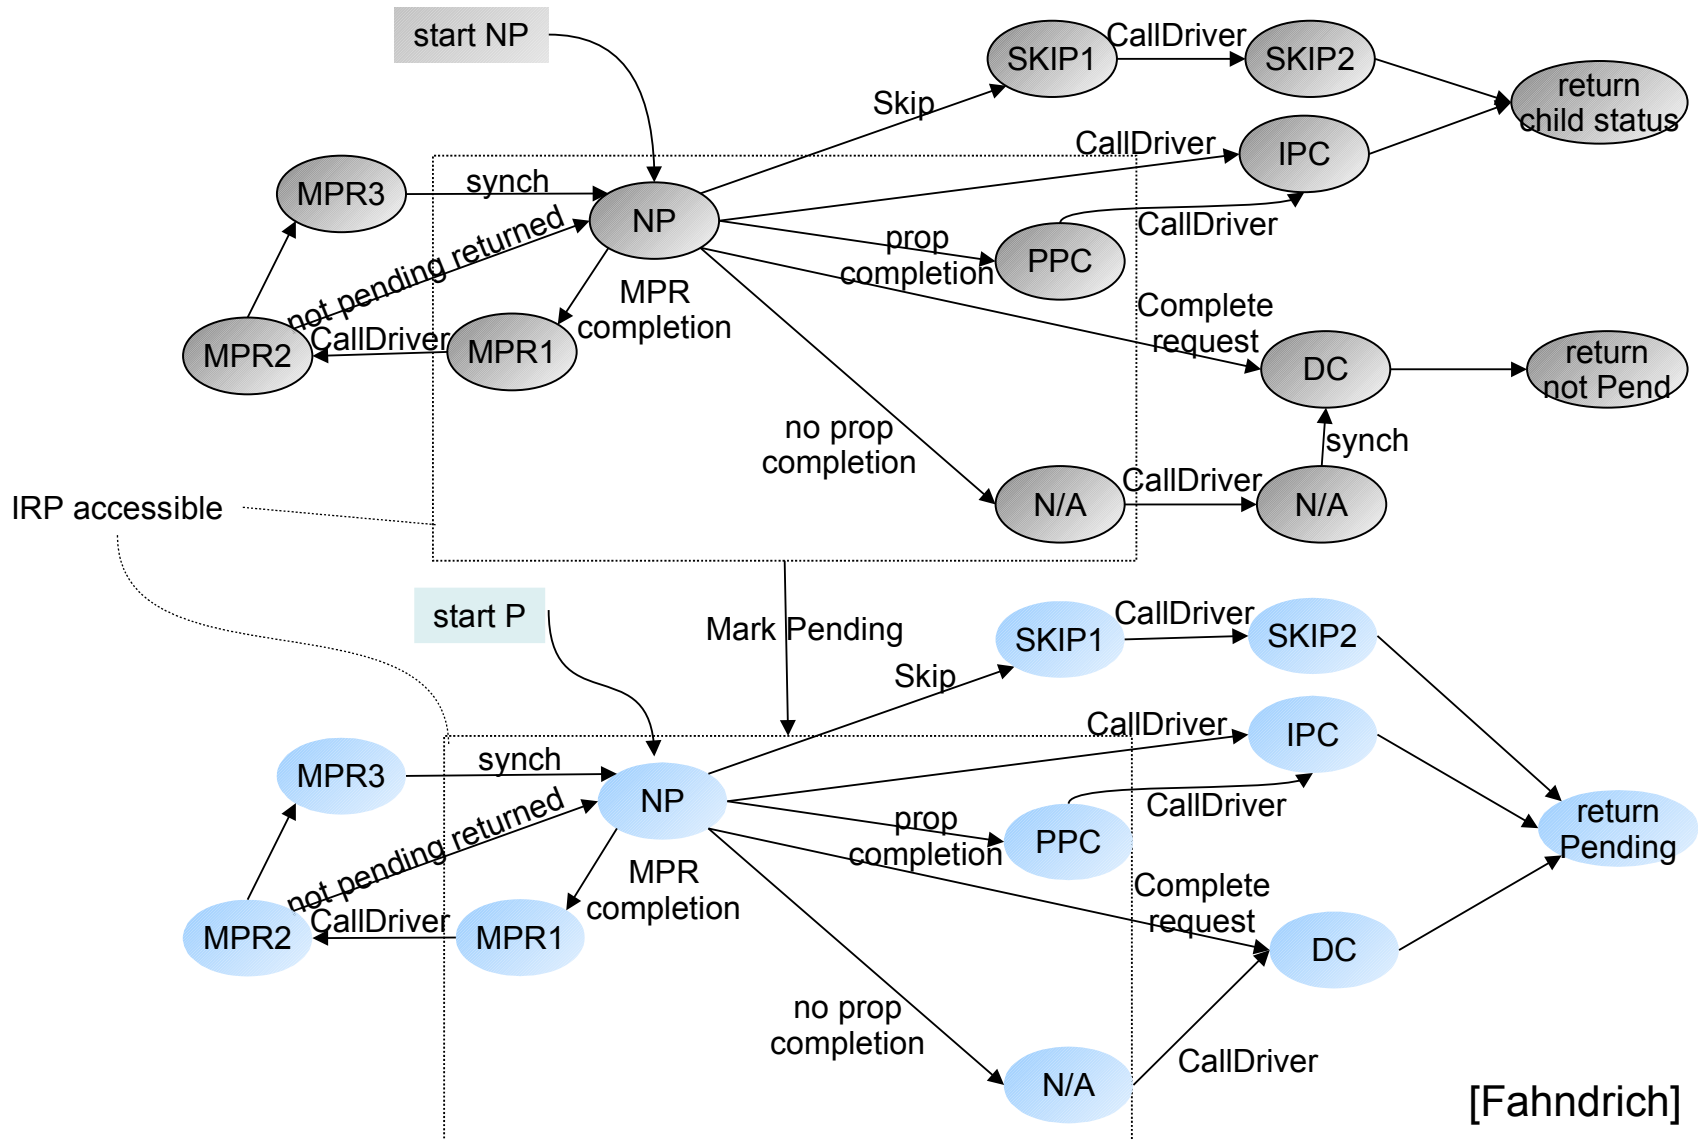 start NP
SKIP1
CallDriver
SKIP2
return
child status
Skip
CallDriver
IPC
MPR3
synch
NP
not pending returned
prop
completion
PPC
CallDriver
MPR
completion
MPR2
CallDriver
MPR1
Complete
request
DC
return
not Pend
synch
no prop
completion
N/A
CallDriver
N/A
IRP accessible
start P
Mark Pending
SKIP1
CallDriver
SKIP2
Skip
CallDriver
IPC
MPR3
synch
NP
not pending returned
prop
completion
PPC
CallDriver
return
Pending
MPR
completion
MPR2
CallDriver
MPR1
Complete
request
DC
no prop
completion
N/A
CallDriver
[Fahndrich]